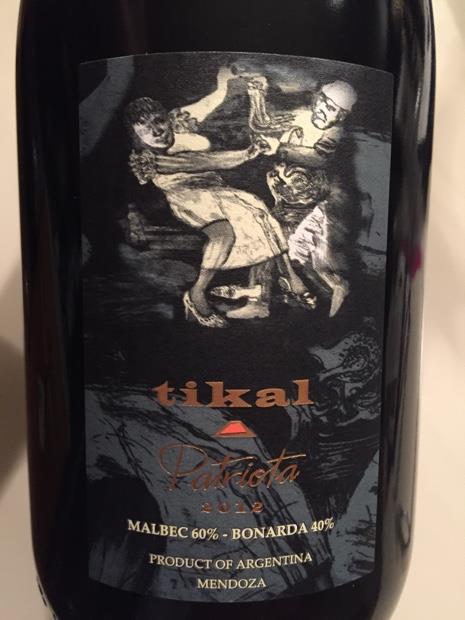 tikal
Patriota
2012
MALBEC 60% - BONARDA 40%
PRODUCT OF ARGENTINA
MENDOZA